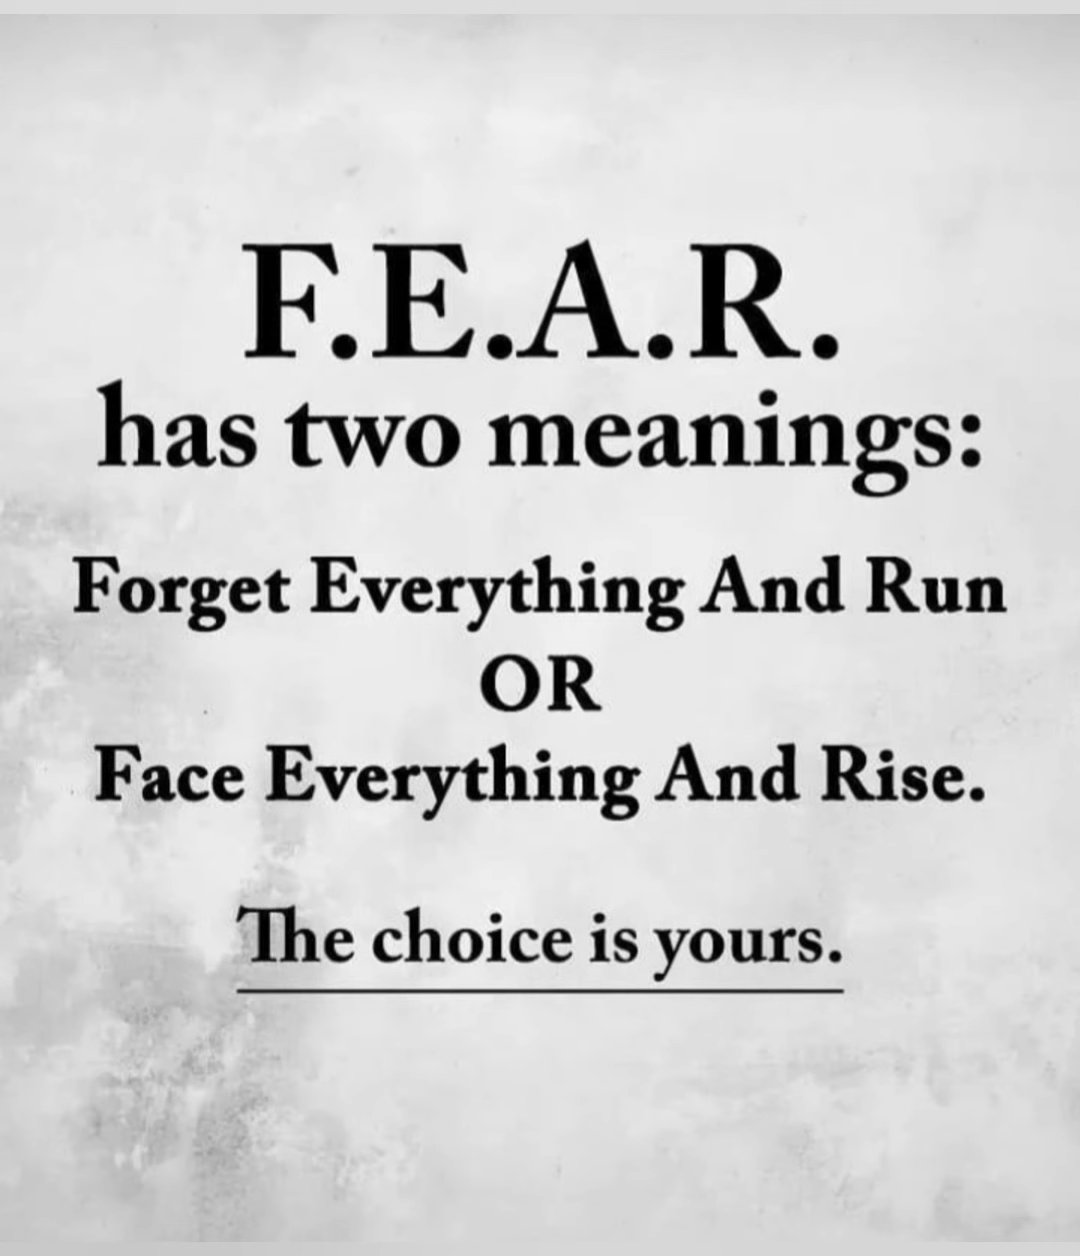 F.E.A.R.
has two meanings:
Forget Everything And Run
OR
Face Everything And Rise.
The choice is yours.